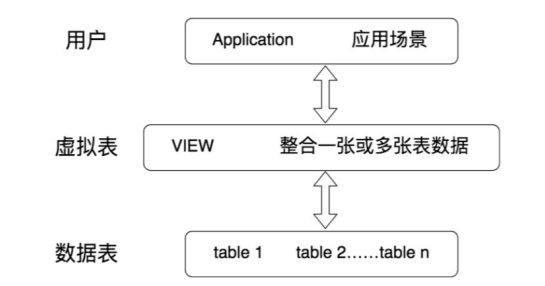 用户 Application 应用场景
虚拟表 VIEW 整合一张或多张表数据
数据表 table 1 table 2......table n